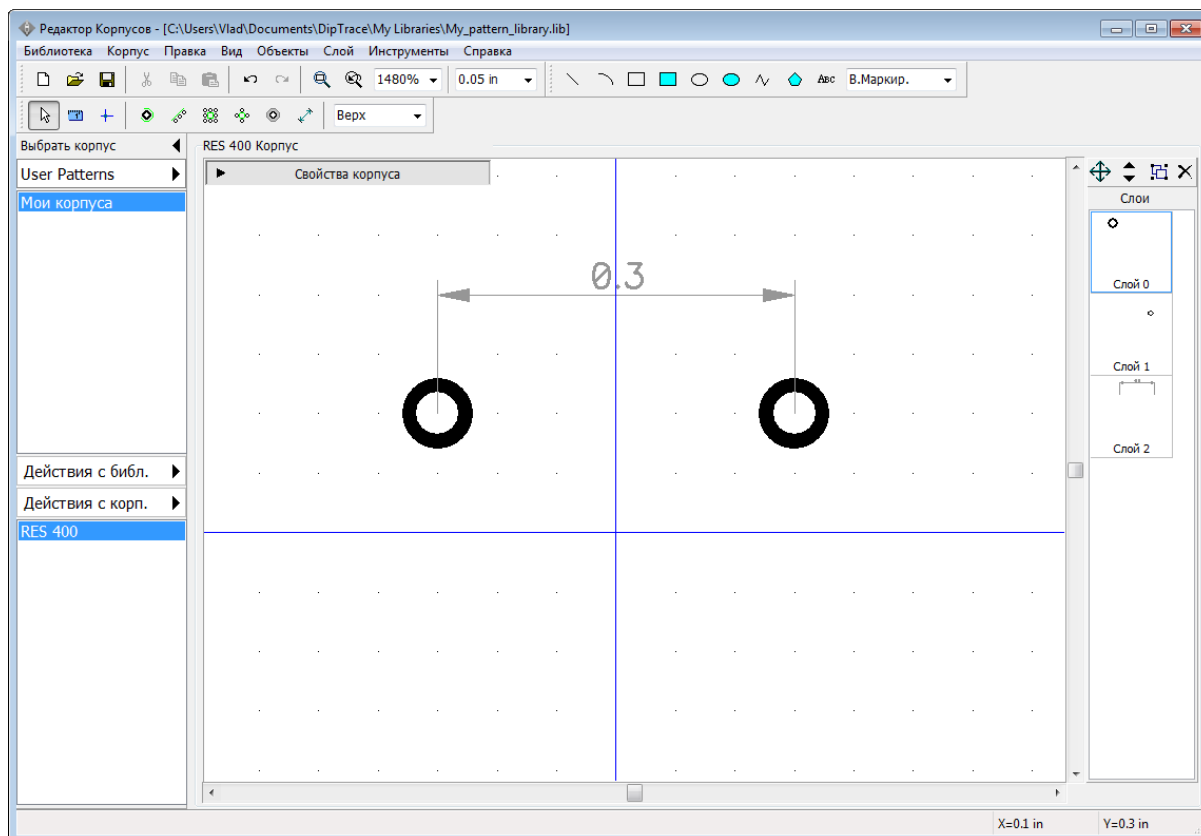 Редактор Корпусов - [C:\Users\Vlad\Documents\DipTrace\My Libraries\My_pattern_library.lib]
Библиотека Корпус Правка Вид Объекты Слой Инструменты Справка
1480% 0.05 in ABC В.Маркир.
Верх
Выбрать корпус
RES 400 Корпус
User Patterns
Свойства корпуса
Мои корпуса
Слои
0.3
Слой 0
Слой 1
Слой 2
Действия с библ.
Действия с корп.
RES 400
X=0.1 in Y=0.3 in